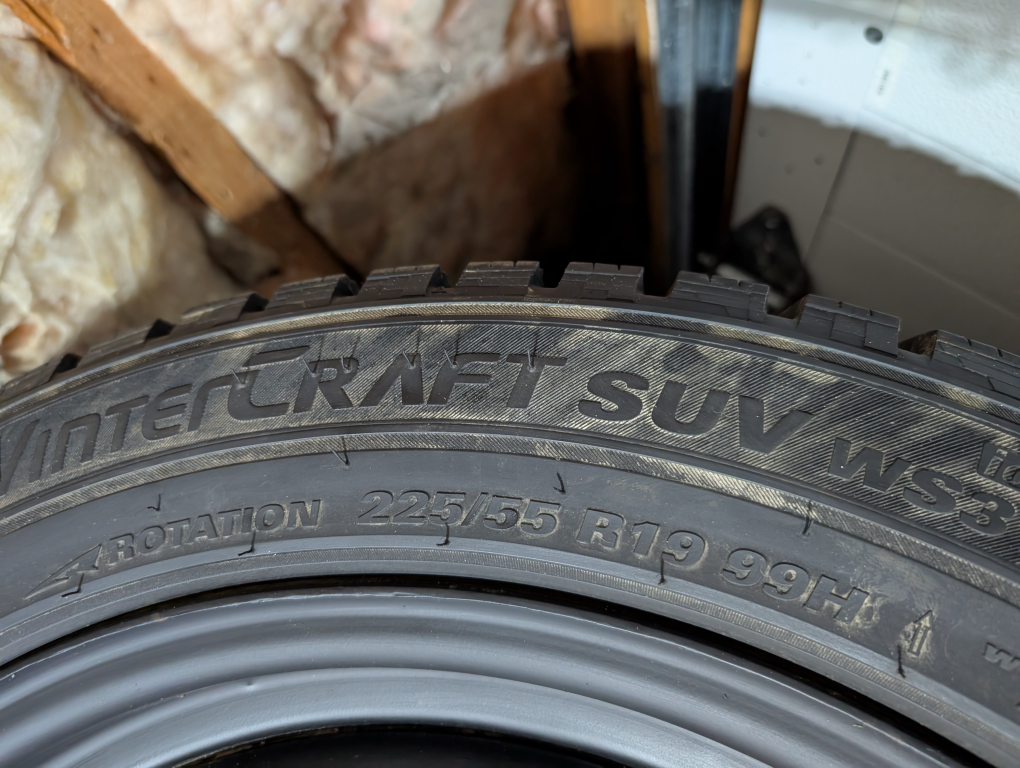 WINTERCRAFT SUV WS3
ROTATION 225/55 R19 99H